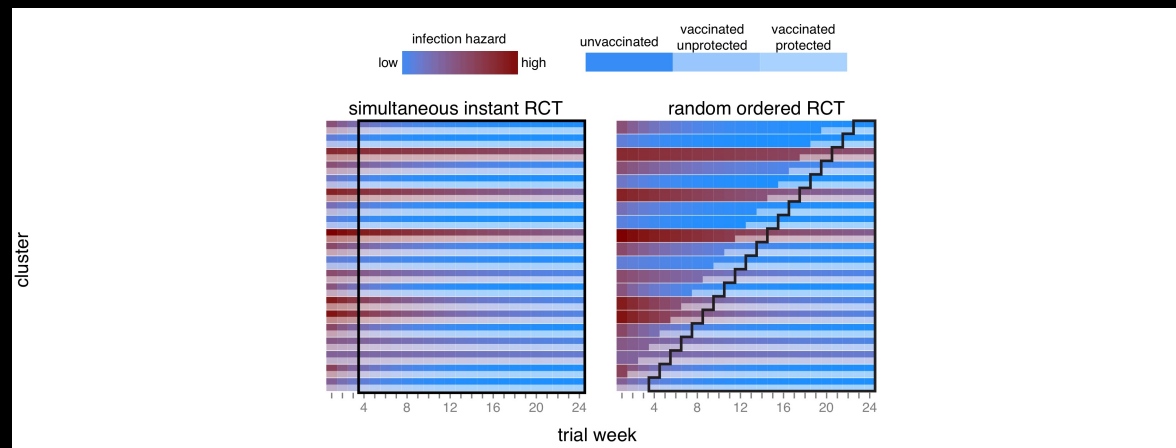 infection hazard
low high
unvaccinated
vaccinated
unprotected
vaccinated
protected
simultaneous instant RCT
random ordered RCT
cluster
4 8 12 16 20 24
4 8 12 16 20 24
trial week